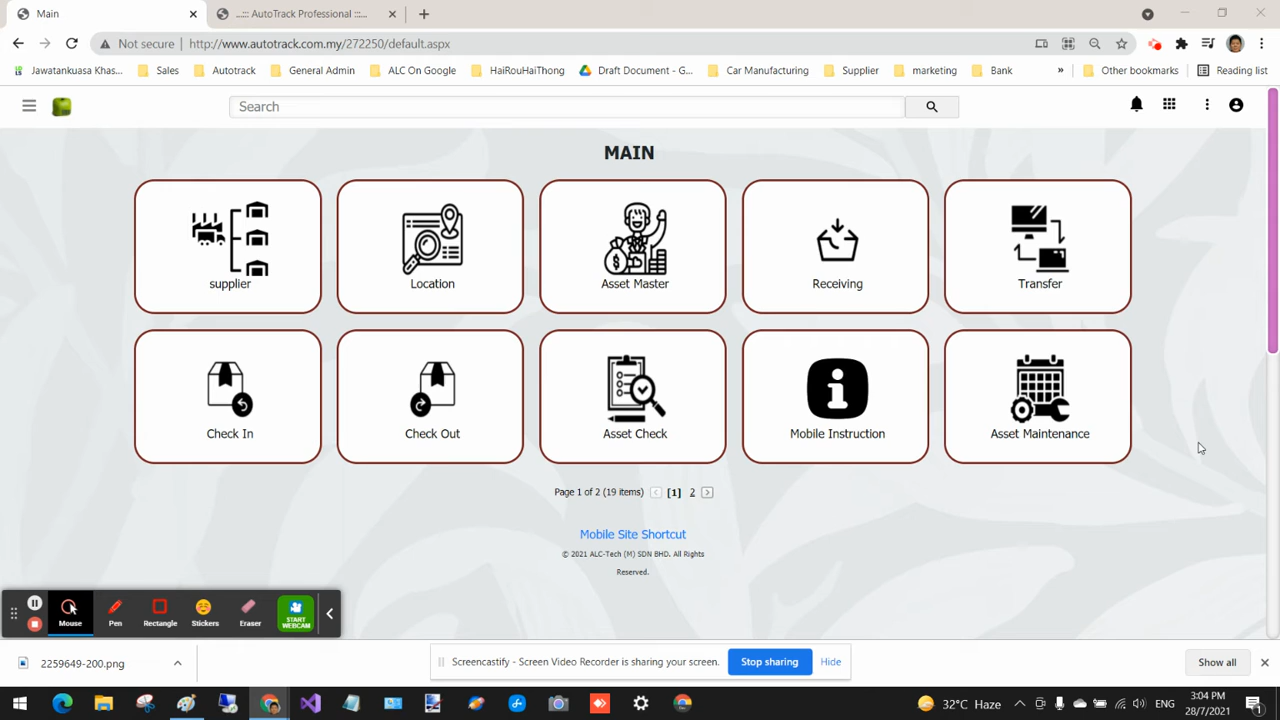 Main
..::: AutoTrack Professional :::..
Not secure
http://www.autotrack.com.my/272250/default.aspx
Jawatankuasa Khas...
Sales
Autotrack
General Admin
ALC On Google
HaiRouHaiThong
Draft Document - G...
Car Manufacturing
Supplier
marketing
Bank
»
Other bookmarks
Reading list
Search
MAIN
supplier
Location
Asset Master
Receiving
Transfer
Check In
Check Out
Asset Check
Mobile Instruction
Asset Maintenance
Page 1 of 2 (19 items) [1] 2
Mobile Site Shortcut
© 2021 ALC-Tech (M) SDN BHD. All Rights
Reserved.
Mouse
Pen
Rectangle
Stickers
Eraser
START
WEBCAM
2259649-200.png
Screencastify - Screen Video Recorder is sharing your screen.
Stop sharing
Hide
Show all
32°C Haze
ENG
3:04 PM
28/7/2021
1